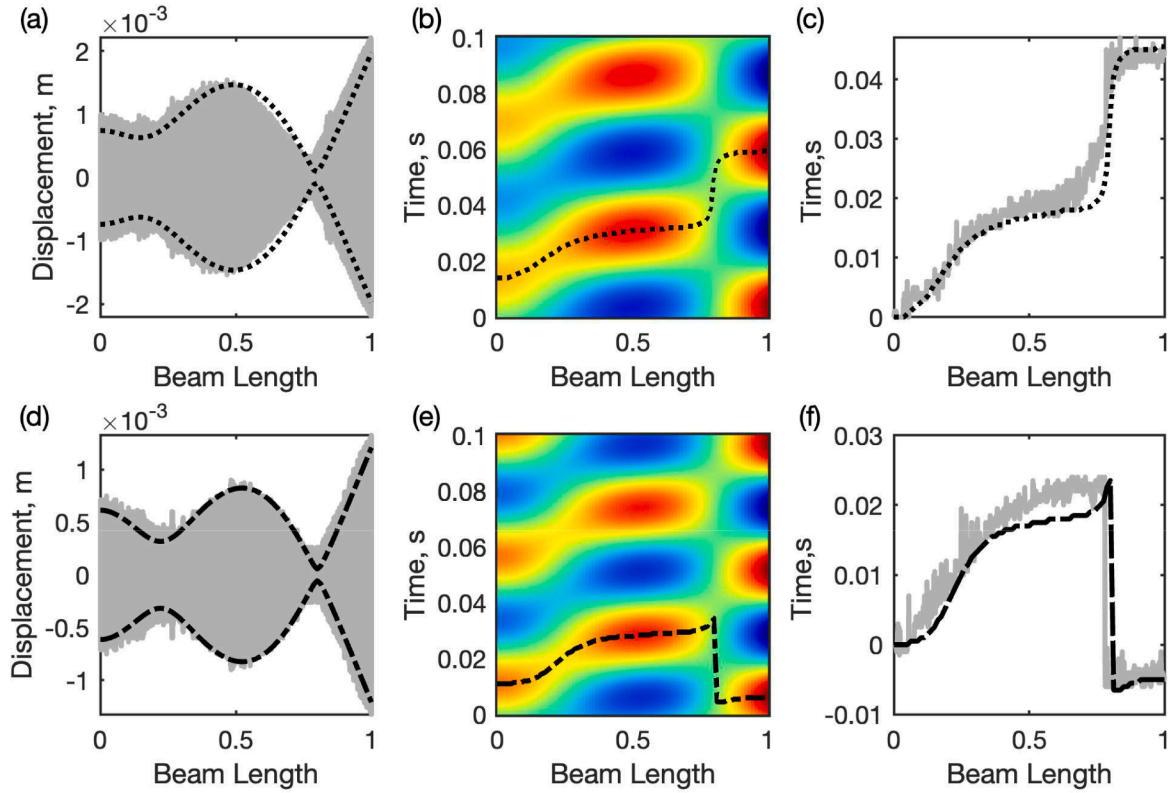 (a)
×10⁻³
Displacement, m
2
1
0
-1
-2
0
0.5
1
Beam Length
(b)
Time, s
0.1
0.08
0.06
0.04
0.02
0
0
0.5
1
Beam Length
(c)
Time,s
0.04
0.03
0.02
0.01
0
0
0.5
1
Beam Length
(d)
×10⁻³
Displacement, m
1
0.5
0
-0.5
-1
0
0.5
1
Beam Length
(e)
Time, s
0.1
0.08
0.06
0.04
0.02
0
0
0.5
1
Beam Length
(f)
Time,s
0.03
0.02
0.01
0
-0.01
0
0.5
1
Beam Length